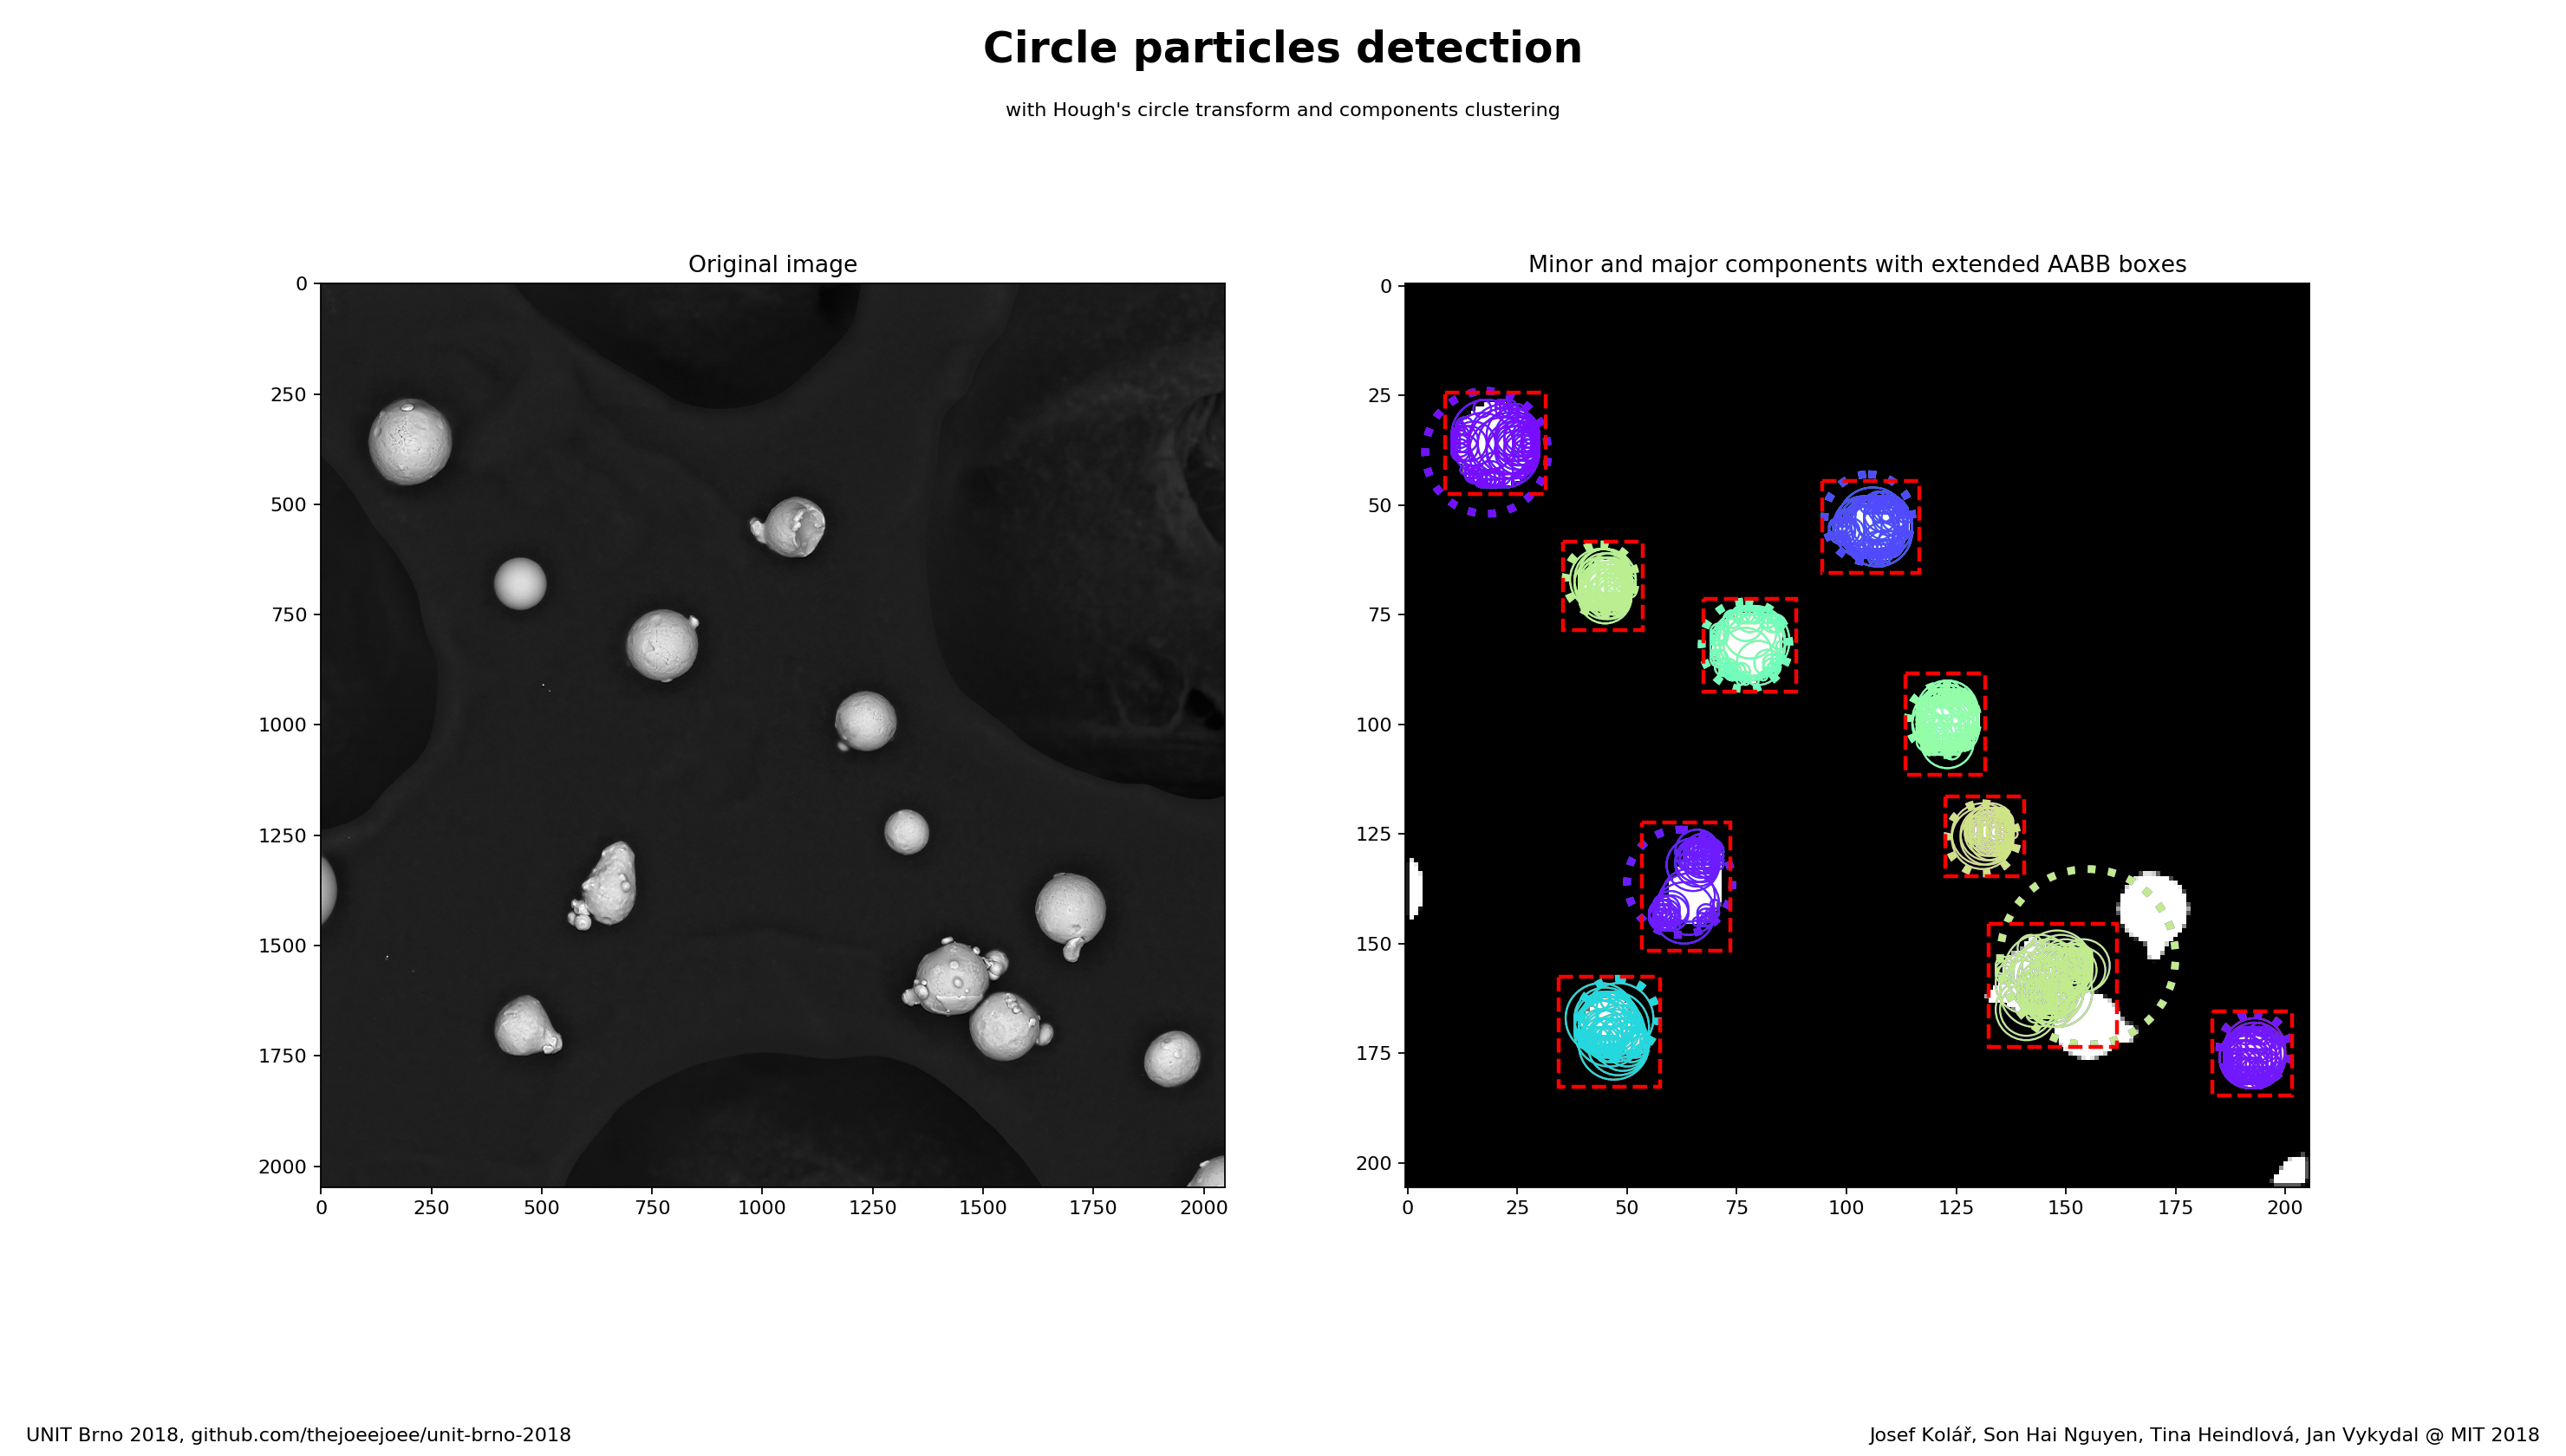 Circle particles detection
with Hough's circle transform and components clustering
Original image
0
250
500
750
1000
1250
1500
1750
2000
0 250 500 750 1000 1250 1500 1750 2000
Minor and major components with extended AABB boxes
0
25
50
75
100
125
150
175
200
0 25 50 75 100 125 150 175 200
UNIT Brno 2018, github.com/thejoeejoee/unit-brno-2018
Josef Kolář, Son Hai Nguyen, Tina Heindlová, Jan Vykydal @ MIT 2018